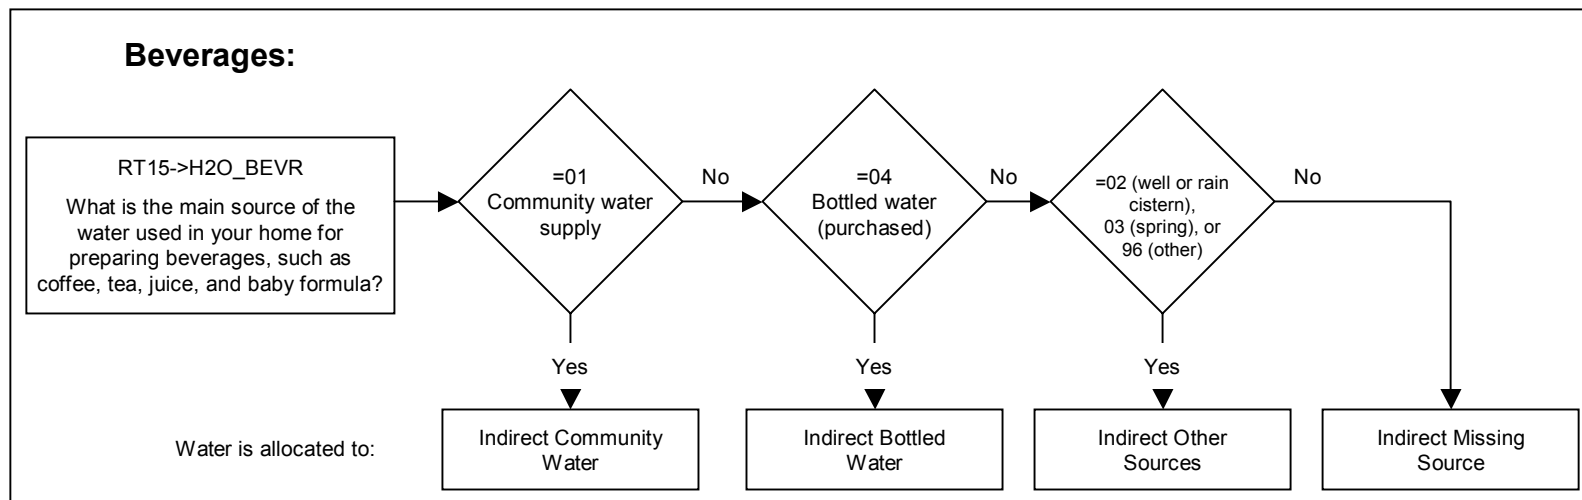 Beverages:
RT15->H2O_BEVR
What is the main source of the
water used in your home for
preparing beverages, such as
coffee, tea, juice, and baby formula?
=01
Community water
supply
No
=04
Bottled water
(purchased)
No
=02 (well or rain
cistern),
03 (spring), or
96 (other)
No
Yes
Yes
Yes
Water is allocated to:
Indirect Community
Water
Indirect Bottled
Water
Indirect Other
Sources
Indirect Missing
Source